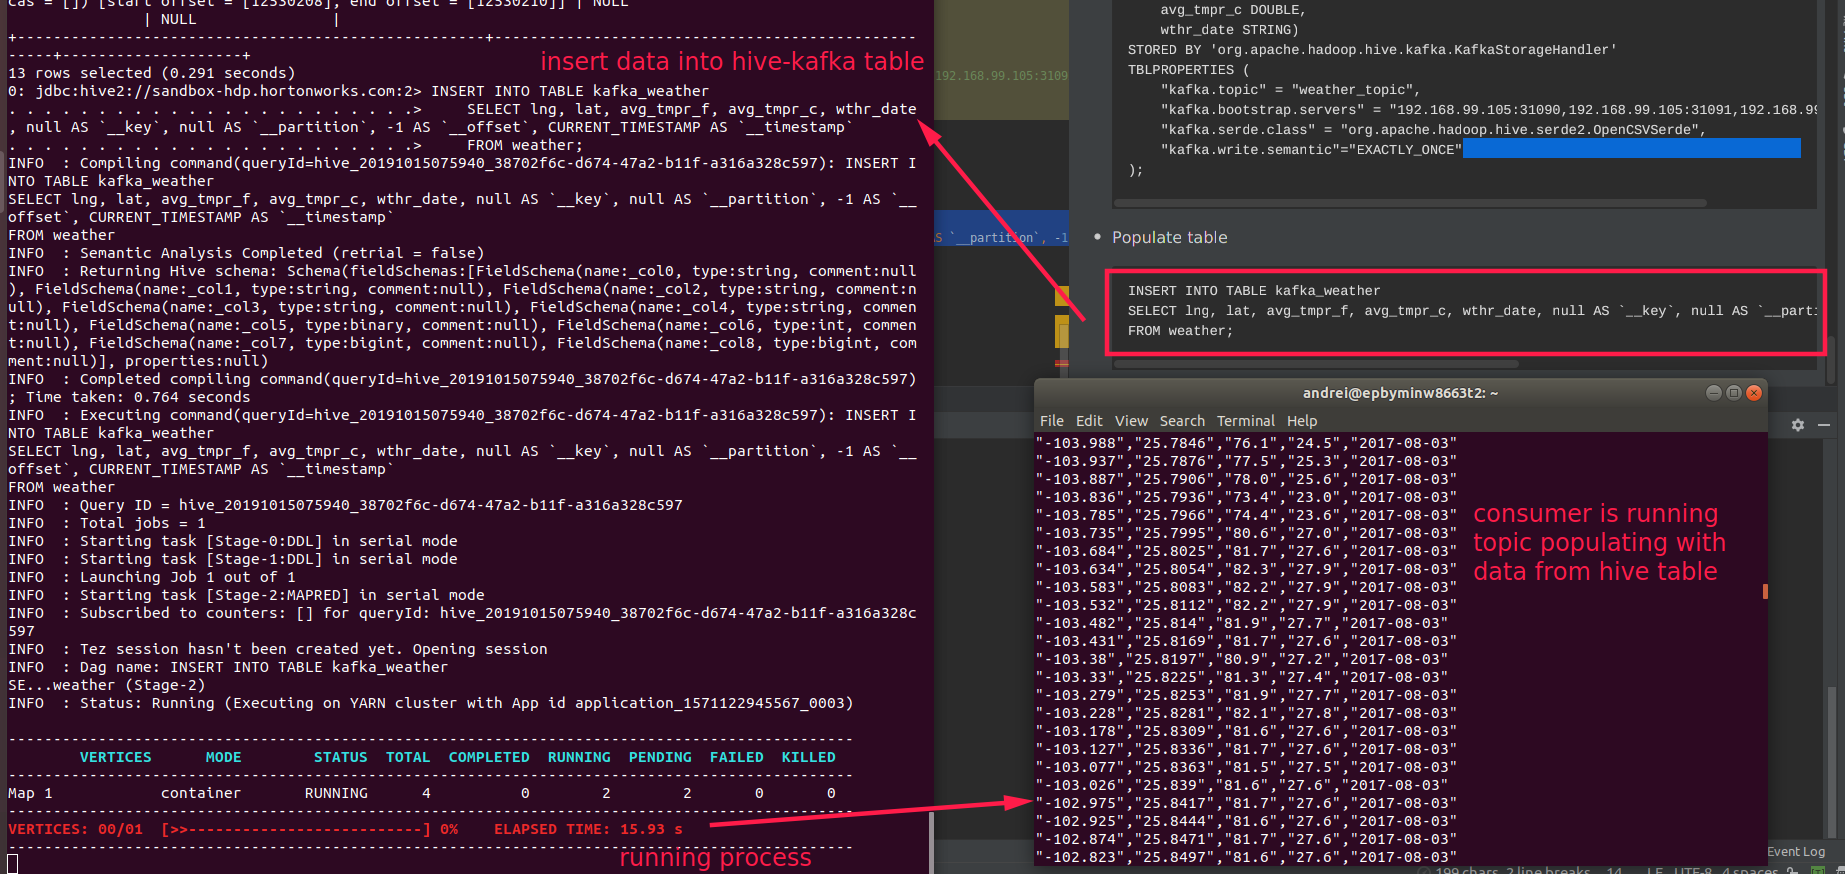 cas = []) [start offset = [12330208], end offset = [12330210]] | NULL
| NULL |
+---------------------------------------------------+-----------------------------------------------
-----+--------------------+
13 rows selected (0.291 seconds)
0: jdbc:hive2://sandbox-hdp.hortonworks.com:2> INSERT INTO TABLE kafka_weather
. . . . . . . . . . . . . . . . . . . . . . .> SELECT lng, lat, avg_tmpr_f, avg_tmpr_c, wthr_date
, null AS `__key`, null AS `__partition`, -1 AS `__offset`, CURRENT_TIMESTAMP AS `__timestamp`
. . . . . . . . . . . . . . . . . . . . . . .> FROM weather;
INFO : Compiling command(queryId=hive_20191015075940_38702f6c-d674-47a2-b11f-a316a328c597): INSERT I
NTO TABLE kafka_weather
SELECT lng, lat, avg_tmpr_f, avg_tmpr_c, wthr_date, null AS `__key`, null AS `__partition`, -1 AS `__
offset`, CURRENT_TIMESTAMP AS `__timestamp`
FROM weather
INFO : Semantic Analysis Completed (retrial = false)
INFO : Returning Hive schema: Schema(fieldSchemas:[FieldSchema(name:_col0, type:string, comment:null
), FieldSchema(name:_col1, type:string, comment:null), FieldSchema(name:_col2, type:string, comment:n
ull), FieldSchema(name:_col3, type:string, comment:null), FieldSchema(name:_col4, type:string, commen
t:null), FieldSchema(name:_col5, type:binary, comment:null), FieldSchema(name:_col6, type:int, commen
t:null), FieldSchema(name:_col7, type:bigint, comment:null), FieldSchema(name:_col8, type:bigint, com
ment:null)], properties:null)
INFO : Completed compiling command(queryId=hive_20191015075940_38702f6c-d674-47a2-b11f-a316a328c597)
; Time taken: 0.764 seconds
INFO : Executing command(queryId=hive_20191015075940_38702f6c-d674-47a2-b11f-a316a328c597): INSERT I
NTO TABLE kafka_weather
SELECT lng, lat, avg_tmpr_f, avg_tmpr_c, wthr_date, null AS `__key`, null AS `__partition`, -1 AS `__
offset`, CURRENT_TIMESTAMP AS `__timestamp`
FROM weather
INFO : Query ID = hive_20191015075940_38702f6c-d674-47a2-b11f-a316a328c597
INFO : Total jobs = 1
INFO : Starting task [Stage-0:DDL] in serial mode
INFO : Starting task [Stage-1:DDL] in serial mode
INFO : Launching Job 1 out of 1
INFO : Starting task [Stage-2:MAPRED] in serial mode
INFO : Subscribed to counters: [] for queryId: hive_20191015075940_38702f6c-d674-47a2-b11f-a316a328c
597
INFO : Tez session hasn't been created yet. Opening session
INFO : Dag name: INSERT INTO TABLE kafka_weather
SE...weather (Stage-2)
INFO : Status: Running (Executing on YARN cluster with App id application_1571122945567_0003)
VERTICES MODE STATUS TOTAL COMPLETED RUNNING PENDING FAILED KILLED
Map 1 container RUNNING 4 0 2 2 0 0
VERTICES: 00/01 [>>--------------------------] 0% ELAPSED TIME: 15.93 s
insert data into hive-kafka table
running process
192.168.99.105:3109
S `__partition`, -1
avg_tmpr_c DOUBLE,
wthr_date STRING)
STORED BY 'org.apache.hadoop.hive.kafka.KafkaStorageHandler'
TBLPROPERTIES (
"kafka.topic" = "weather_topic",
"kafka.bootstrap.servers" = "192.168.99.105:31090,192.168.99.105:31091,192.168.99
"kafka.serde.class" = "org.apache.hadoop.hive.serde2.OpenCSVSerde",
"kafka.write.semantic"="EXACTLY_ONCE"
);
• Populate table
INSERT INTO TABLE kafka_weather
SELECT lng, lat, avg_tmpr_f, avg_tmpr_c, wthr_date, null AS `__key`, null AS `__parti
FROM weather;
andrei@epbyminw8663t2: ~
File Edit View Search Terminal Help
"-103.988","25.7846","76.1","24.5","2017-08-03"
"-103.937","25.7876","77.5","25.3","2017-08-03"
"-103.887","25.7906","78.0","25.6","2017-08-03"
"-103.836","25.7936","73.4","23.0","2017-08-03"
"-103.785","25.7966","74.4","23.6","2017-08-03"
"-103.735","25.7995","80.6","27.0","2017-08-03"
"-103.684","25.8025","81.7","27.6","2017-08-03"
"-103.634","25.8054","82.3","27.9","2017-08-03"
"-103.583","25.8083","82.2","27.9","2017-08-03"
"-103.532","25.8112","82.2","27.9","2017-08-03"
"-103.482","25.814","81.9","27.7","2017-08-03"
"-103.431","25.8169","81.7","27.6","2017-08-03"
"-103.38","25.8197","80.9","27.2","2017-08-03"
"-103.33","25.8225","81.3","27.4","2017-08-03"
"-103.279","25.8253","81.9","27.7","2017-08-03"
"-103.228","25.8281","82.1","27.8","2017-08-03"
"-103.178","25.8309","81.6","27.6","2017-08-03"
"-103.127","25.8336","81.7","27.6","2017-08-03"
"-103.077","25.8363","81.5","27.5","2017-08-03"
"-103.026","25.839","81.6","27.6","2017-08-03"
"-102.975","25.8417","81.7","27.6","2017-08-03"
"-102.925","25.8444","81.6","27.6","2017-08-03"
"-102.874","25.8471","81.7","27.6","2017-08-03"
"-102.823","25.8497","81.6","27.6","2017-08-03"
consumer is running
topic populating with
data from hive table
Event Log
199 chars, 2 line breaks 14 LF UTF-8 4 spaces